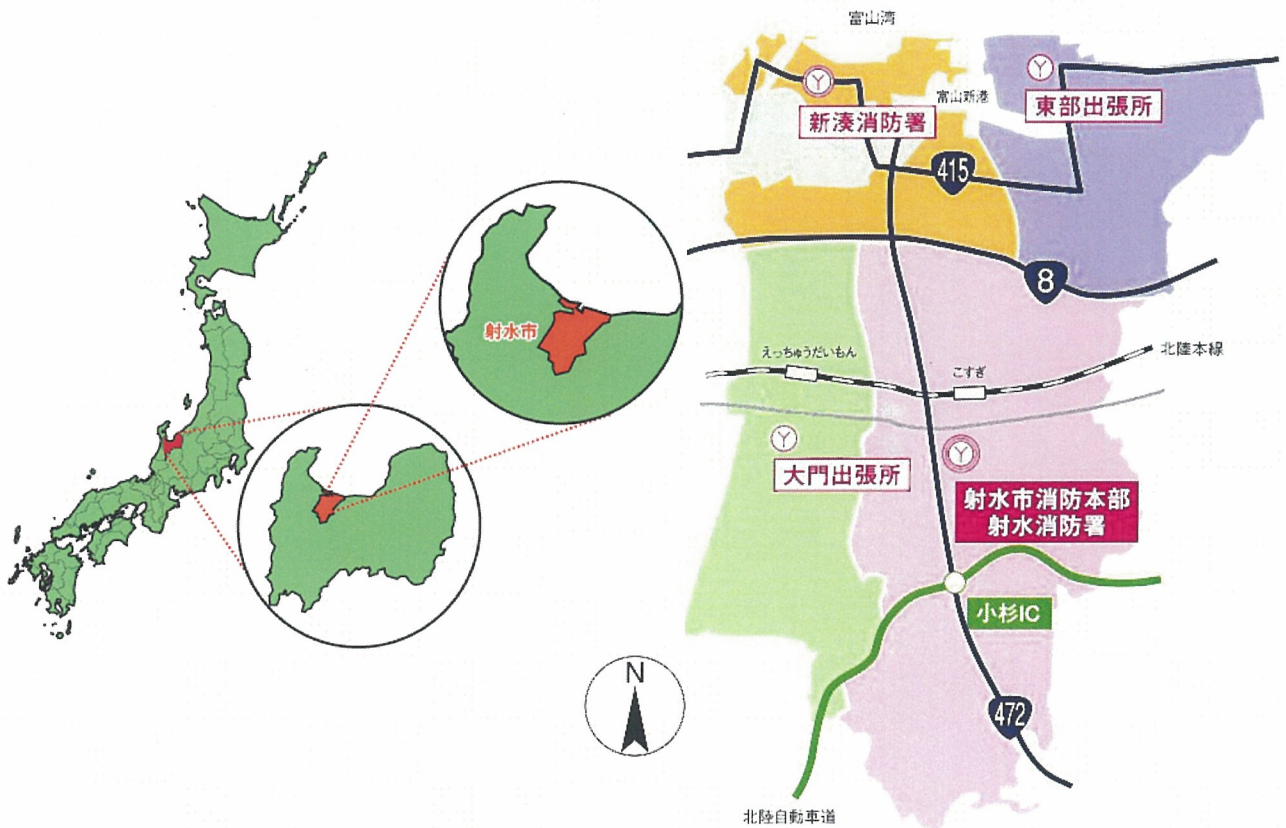 富山湾
富山新港
新湊消防署
東部出張所
415
8
射水市
えっちゅうだいもん
こすぎ
北陸本線
大門出張所
射水市消防本部
射水消防署
小杉IC
N
472
北陸自動車道